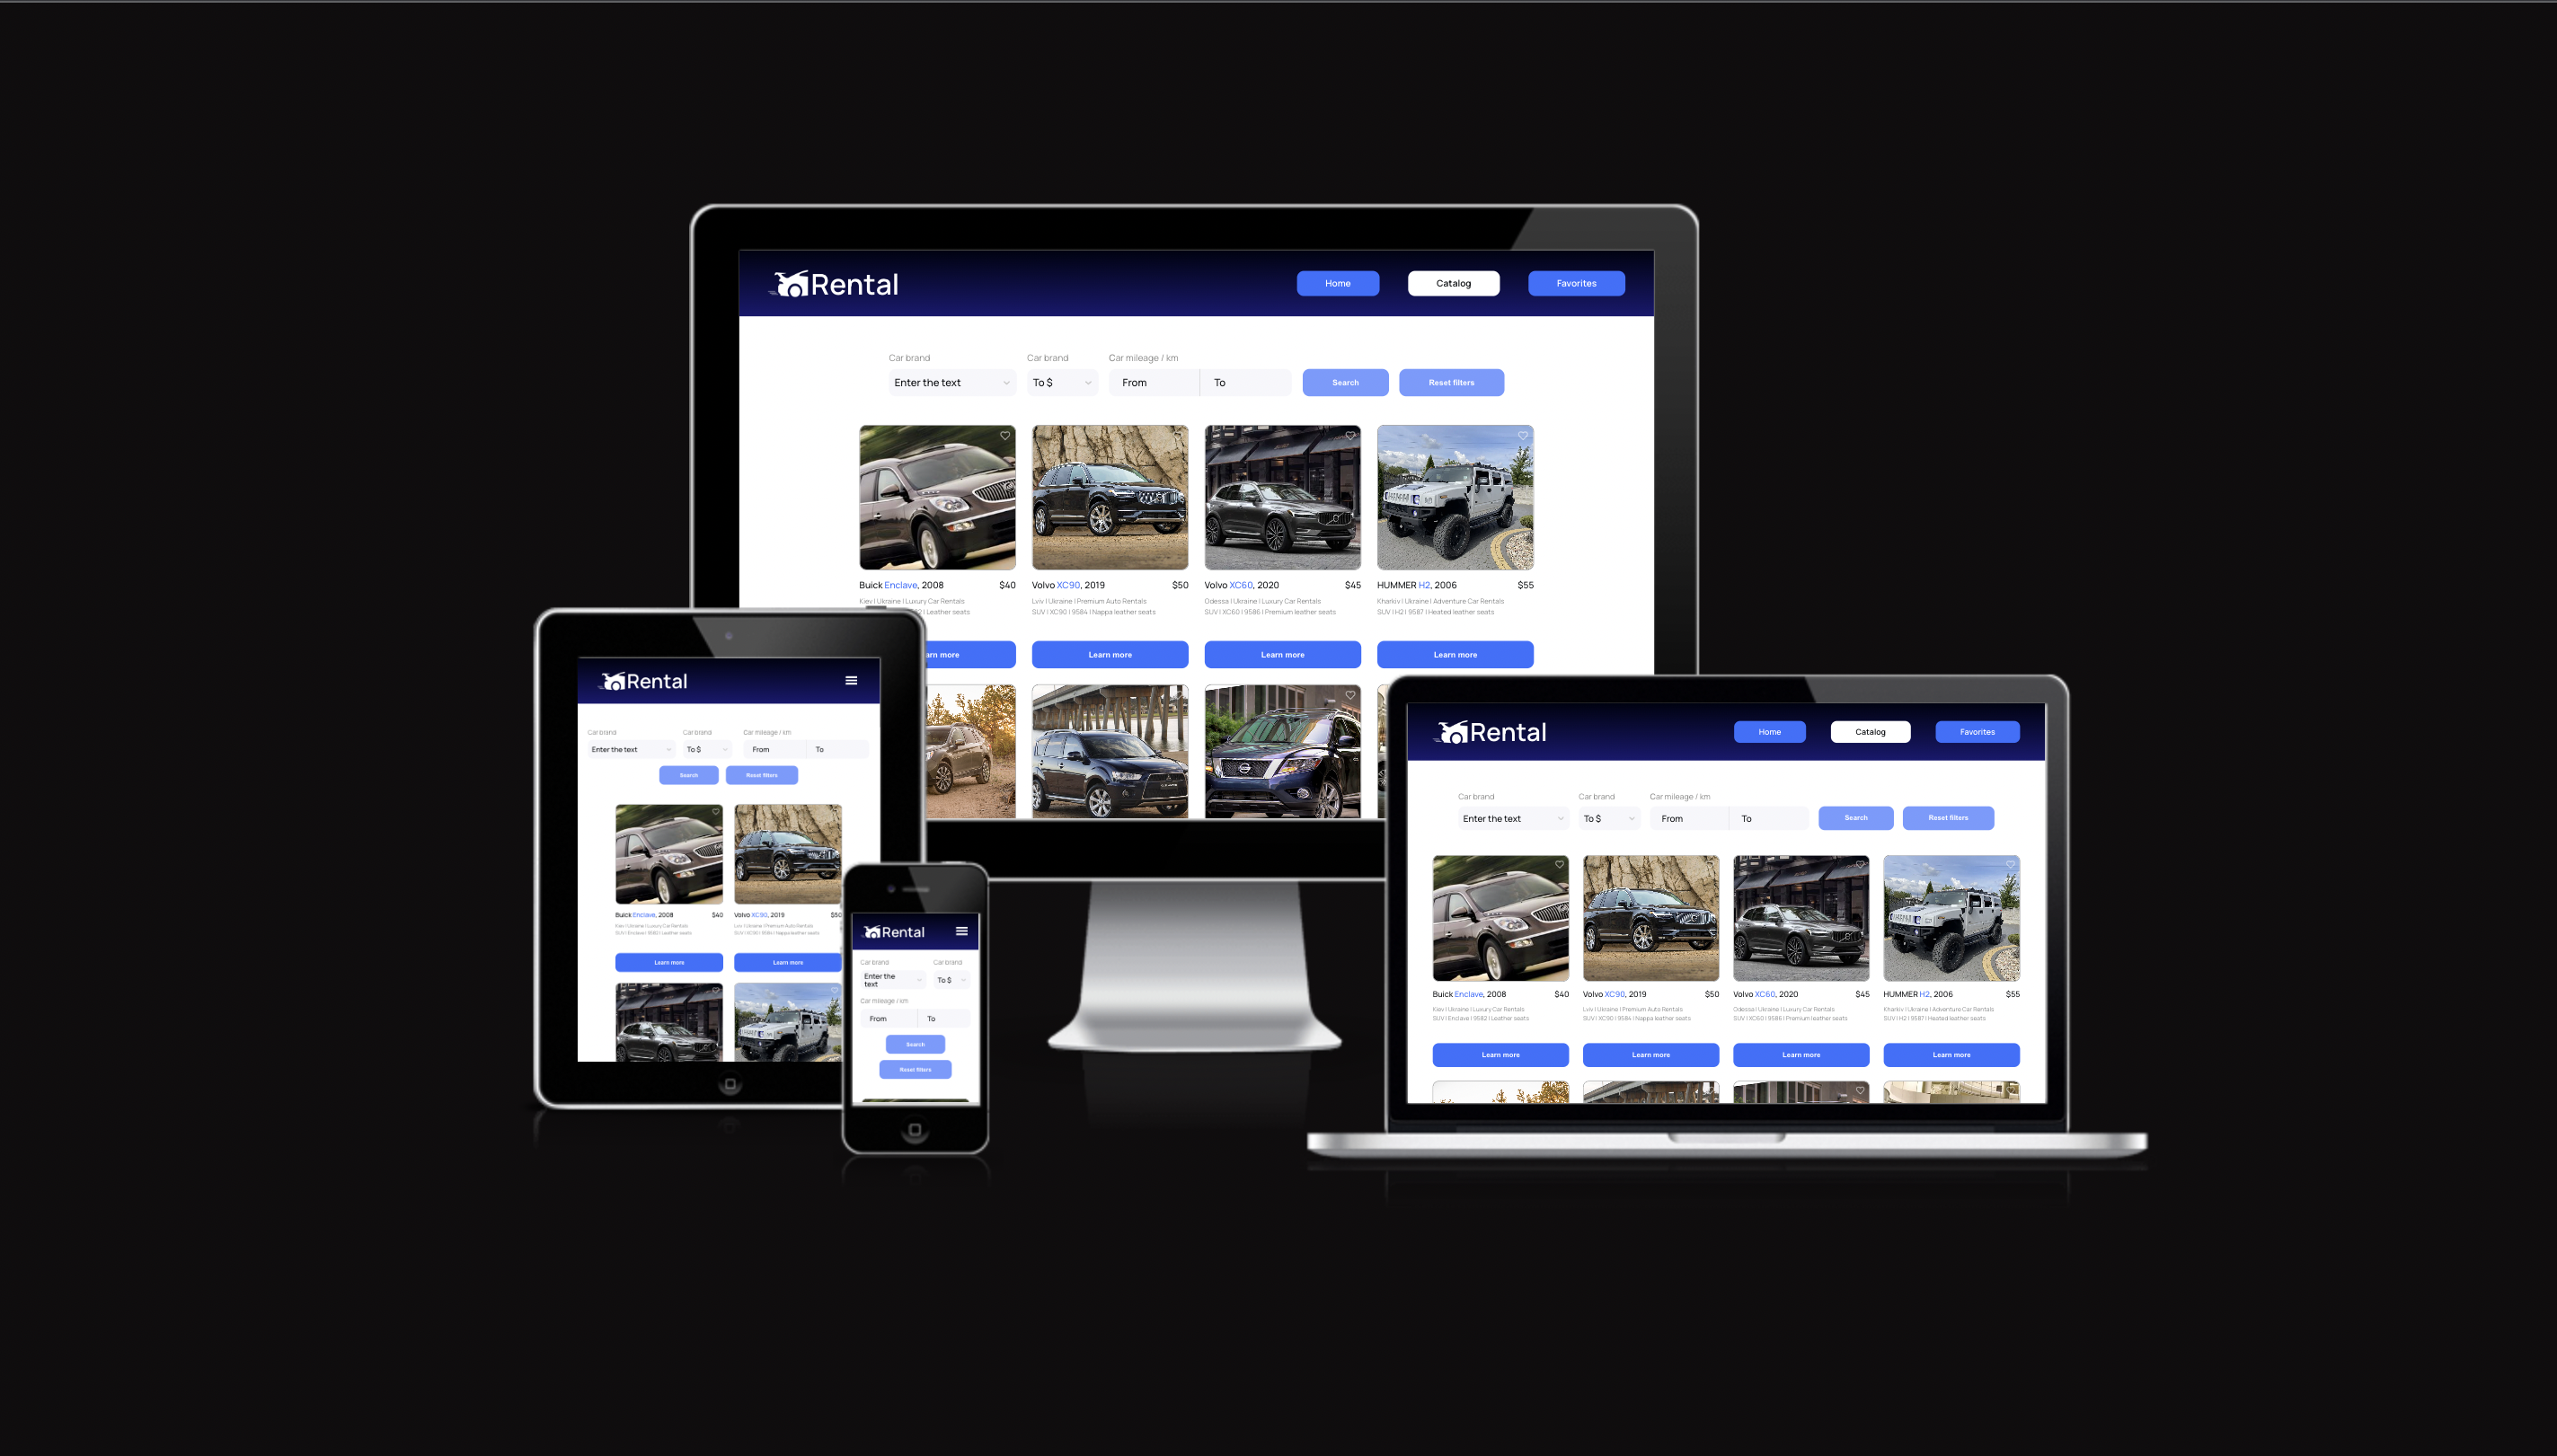 Rental
Home Catalog Favorites
Car brand Car brand Car mileage / km
Enter the text To $ From To Search Reset filters
Buick Enclave, 2008 $40 Volvo XC90, 2019 $50 Volvo XC60, 2020 $45 HUMMER H2, 2006 $55
Kiev | Ukraine | Luxury Car Rentals Lviv | Ukraine | Premium Auto Rentals Odessa | Ukraine | Luxury Car Rentals Kharkiv | Ukraine | Adventure Car Rentals
| Leather seats SUV | XC90 | 9584 | Nappa leather seats SUV | XC60 | 9586 | Premium leather seats SUV | H2 | 9587 | Heated leather seats
arn more Learn more Learn more Learn more
Rental
Car brand Car brand Car mileage / km
Enter the text To $ From To
Search Reset filters
Buick Enclave, 2008 $40 Volvo XC90, 2019 $50
Kiev | Ukraine | Luxury Car Rentals Lviv | Ukraine | Premium Auto Rentals
SUV | Enclave | 9582 | Leather seats SUV | XC90 | 9584 | Nappa leather seats
Learn more Learn more
Rental
Car brand Car brand
Enter the
text To $
Car mileage / km
From To
Search
Reset filters
Rental
Home Catalog Favorites
Car brand Car brand Car mileage / km
Enter the text To $ From To Search Reset filters
Buick Enclave, 2008 $40 Volvo XC90, 2019 $50 Volvo XC60, 2020 $45 HUMMER H2, 2006 $55
Kiev | Ukraine | Luxury Car Rentals Lviv | Ukraine | Premium Auto Rentals Odessa | Ukraine | Luxury Car Rentals Kharkiv | Ukraine | Adventure Car Rentals
SUV | Enclave | 9582 | Leather seats SUV | XC90 | 9584 | Nappa leather seats SUV | XC60 | 9586 | Premium leather seats SUV | H2 | 9587 | Heated leather seats
Learn more Learn more Learn more Learn more